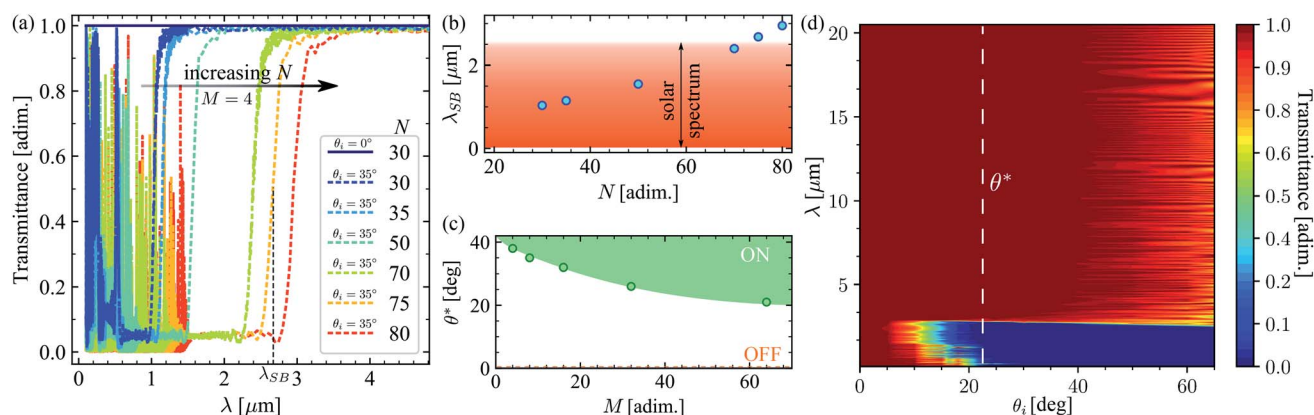 (a)
1.0
0.8
0.6
0.4
0.2
0.0
Transmittance [adim.]
increasing N
M = 4
N
θi = 0° 30
θi = 35° 30
θi = 35° 35
θi = 35° 50
θi = 35° 70
θi = 35° 75
θi = 35° 80
0 1 2 3 4
λSB
λ [μm]
(b)
2
0
λSB [μm]
solar
spectrum
20 40 60 80
N [adim.]
(c)
40
20
0
θ* [deg]
ON
OFF
0 10 20 30 40 50 60
M [adim.]
(d)
20
15
10
5
λ [μm]
θ*
0 20 40 60
θi [deg]
1.0
0.9
0.8
0.7
0.6
0.5
0.4
0.3
0.2
0.1
0.0
Transmittance [adim.]